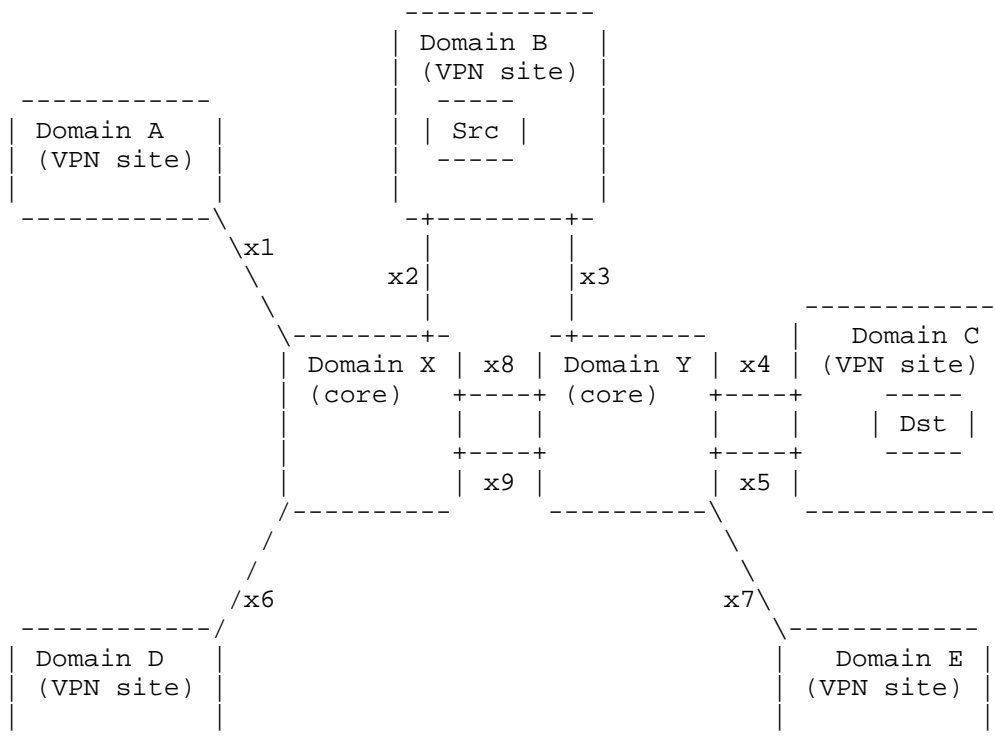 Domain B
(VPN site)
Src
Domain A
(VPN site)
x1
x2
x3
Domain X
(core)
x8
Domain Y
(core)
x4
Domain C
(VPN site)
Dst
x9
x5
x6
x7
Domain D
(VPN site)
Domain E
(VPN site)